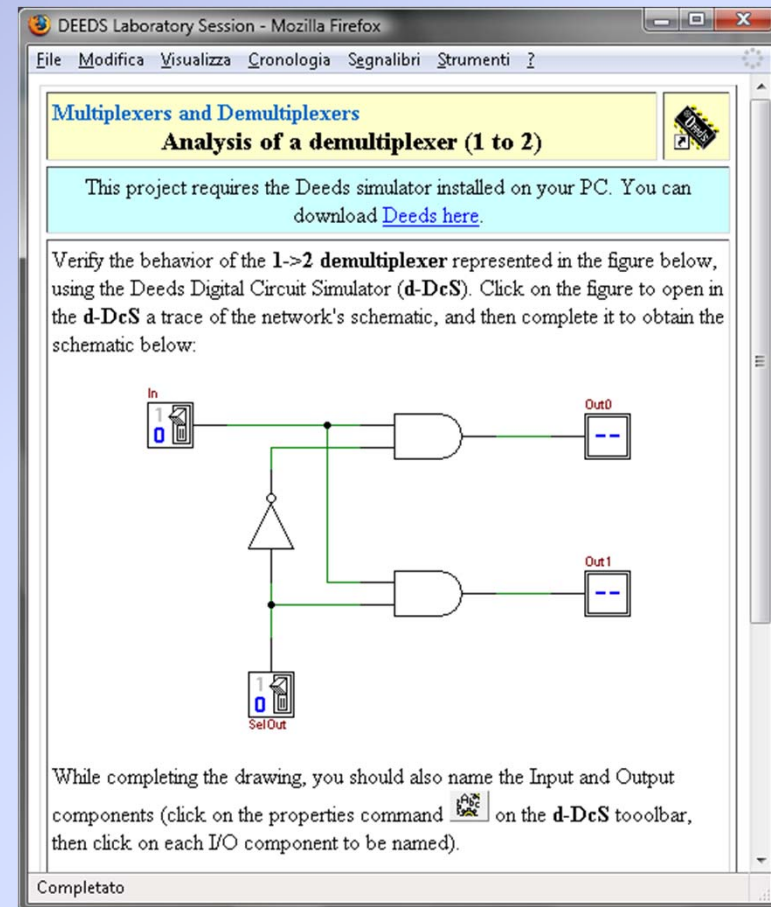 DEEDS Laboratory Session - Mozilla Firefox
File Modifica Visualizza Cronologia Segnalibri Strumenti ?
Multiplexers and Demultiplexers
Analysis of a demultiplexer (1 to 2)
Deeds
This project requires the Deeds simulator installed on your PC. You can
download Deeds here.
Verify the behavior of the 1->2 demultiplexer represented in the figure below,
using the Deeds Digital Circuit Simulator (d-DcS). Click on the figure to open in
the d-DcS a trace of the network's schematic, and then complete it to obtain the
schematic below:
In
1
0
Out0
--
Out1
--
1
0
SelOut
While completing the drawing, you should also name the Input and Output
components (click on the properties command Abc on the d-DcS tooolbar,
then click on each I/O component to be named).
Completato